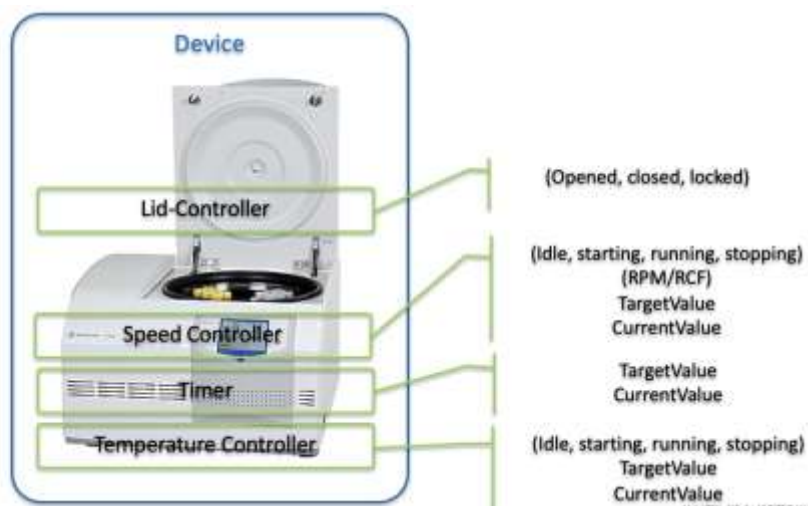 Device
Lid-Controller
(Opened, closed, locked)
Speed Controller
(Idle, starting, running, stopping)
(RPM/RCF)
TargetValue
CurrentValue
Timer
TargetValue
CurrentValue
Temperature Controller
(Idle, starting, running, stopping)
TargetValue
CurrentValue